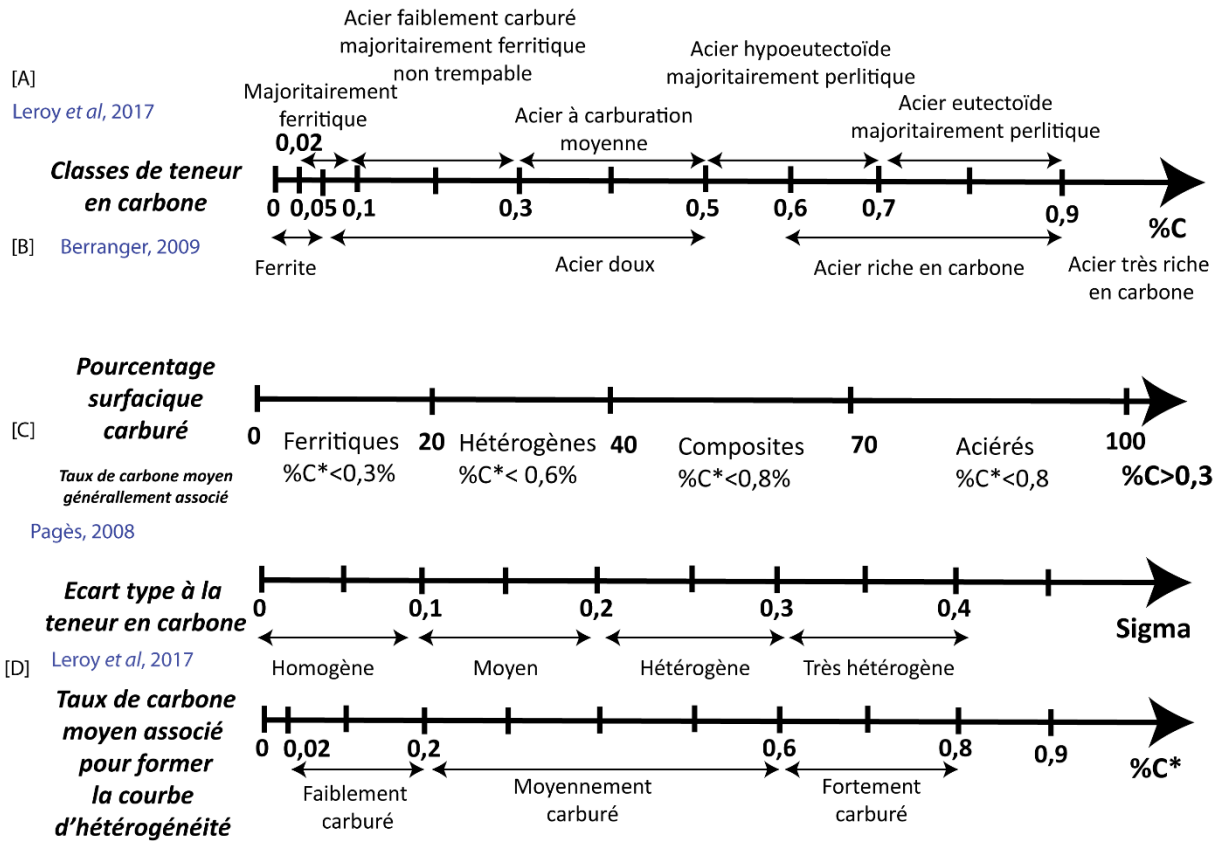 Acier faiblement carburé
majoritairement ferritique
non trempable
Acier hypoeutectoïde
majoritairement perlitique
[A]
Leroy et al, 2017
Majoritairement
ferritique
Acier à carburation
moyenne
Acier eutectoïde
majoritairement perlitique
0,02
Classes de teneur
en carbone
0 0,05 0,1 0,3 0,5 0,6 0,7 0,9
%C
[B] Berranger, 2009
Ferrite
Acier doux
Acier riche en carbone
Acier très riche
en carbone
Pourcentage
surfacique
carburé
[C]
0 20 40 70 100
Ferritiques
%C*<0,3%
Hétérogènes
%C*< 0,6%
Composites
%C*<0,8%
Aciérés
%C*<0,8
%C>0,3
Taux de carbone moyen
générallement associé
Pagès, 2008
Ecart type à la
teneur en carbone
0 0,1 0,2 0,3 0,4
Sigma
Homogène Moyen Hétérogène Très hétérogène
[D] Leroy et al, 2017
Taux de carbone
moyen associé
pour former
la courbe
d'hétérogénéité
0 0,02 0,2 0,6 0,8 0,9
%C*
Faiblement
carburé
Moyennement
carburé
Fortement
carburé